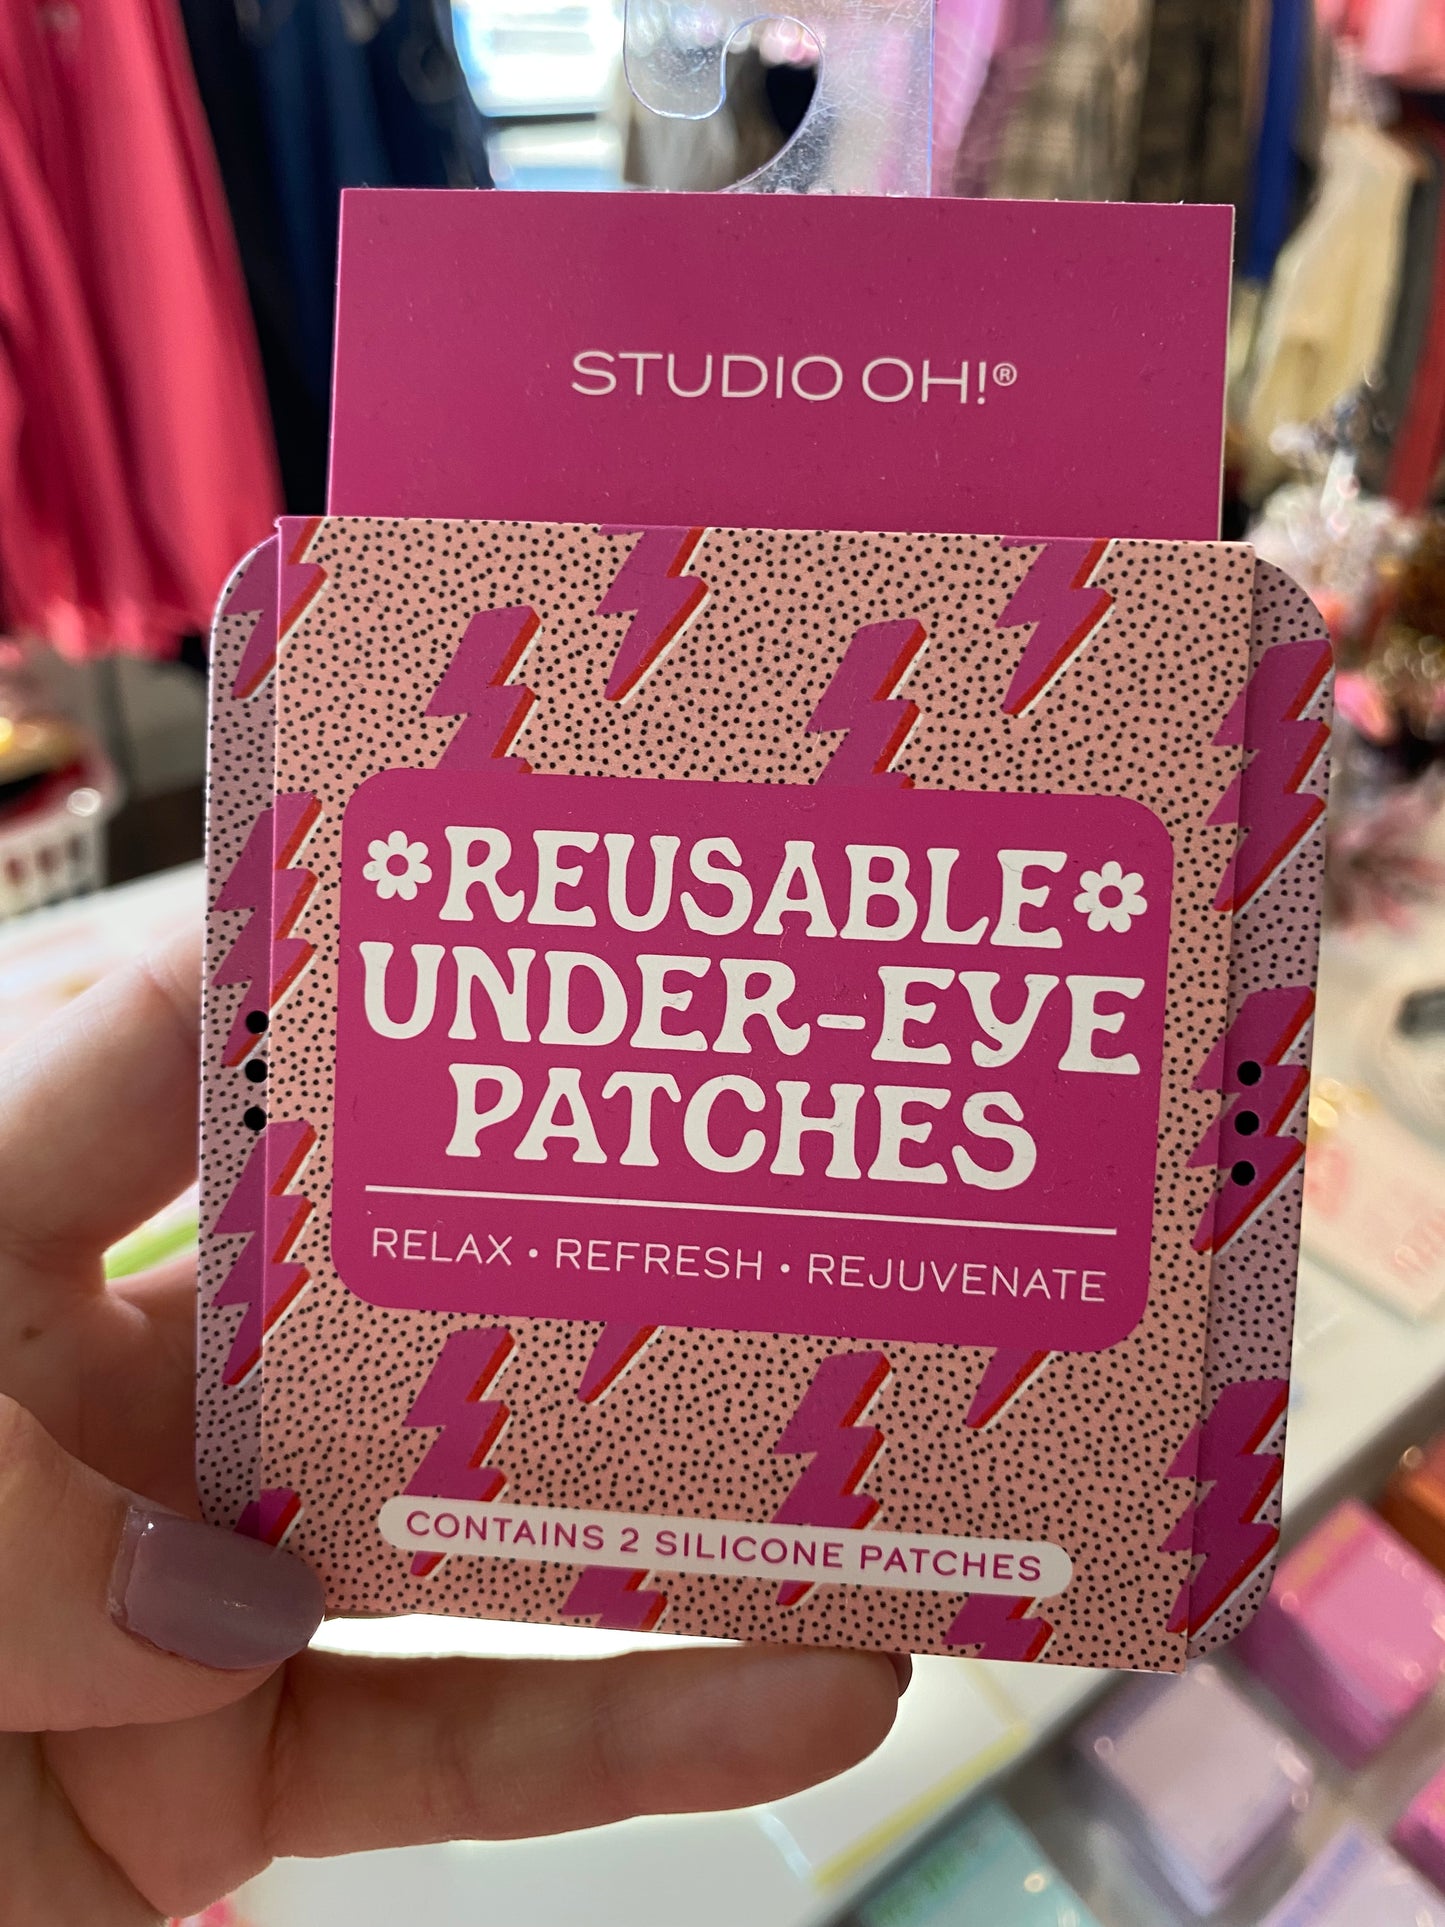 STUDIO OH!®
REUSABLE
UNDER-EYE
PATCHES
RELAX • REFRESH • REJUVENATE
CONTAINS 2 SILICONE PATCHES